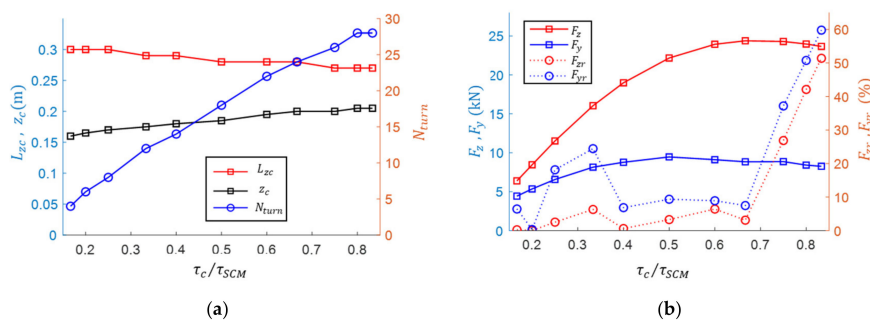 0.3
0.25
0.2
0.15
0.1
0.05
0
L_zc , z_c(m)
30
25
20
15
10
5
0
N_turn
L_zc
z_c
N_turn
0.2 0.3 0.4 0.5 0.6 0.7 0.8
τ_c/τ_SCM
(a)
25
20
15
10
5
0
F_z ,F_y (kN)
60
50
40
30
20
10
0
F_zr ,F_yr (%)
F_z
F_y
F_zr
F_yr
0.2 0.3 0.4 0.5 0.6 0.7 0.8
τ_c/τ_SCM
(b)